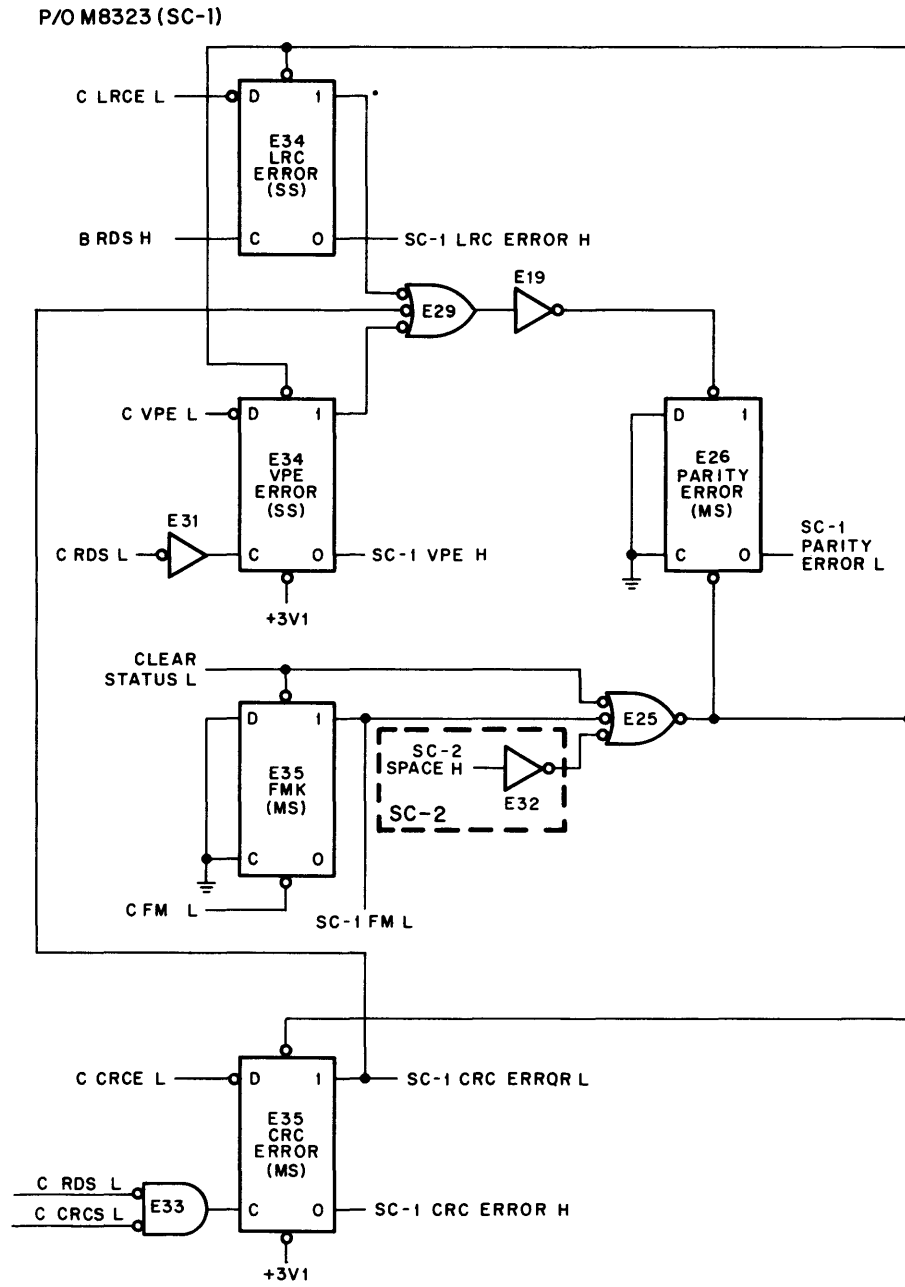 P/O M8323 (SC-1)
C LRCE L
D 1
E34
LRC
ERROR
(SS)
B RDS H
C 0
SC-1 LRC ERROR H
E29
E19
C VPE L
D 1
E34
VPE
ERROR
(SS)
E31
C RDS L
C 0
SC-1 VPE H
+3V1
D 1
E26
PARITY
ERROR
(MS)
C 0
SC-1
PARITY
ERROR L
CLEAR
STATUS L
D 1
E35
FMK
(MS)
C 0
C FM L
SC-1 FM L
SC-2
SPACE H
E32
SC-2
E25
C CRCE L
D 1
E35
CRC
ERROR
(MS)
SC-1 CRC ERROR L
C RDS L
C CRCS L
E33
C 0
SC-1 CRC ERROR H
+3V1